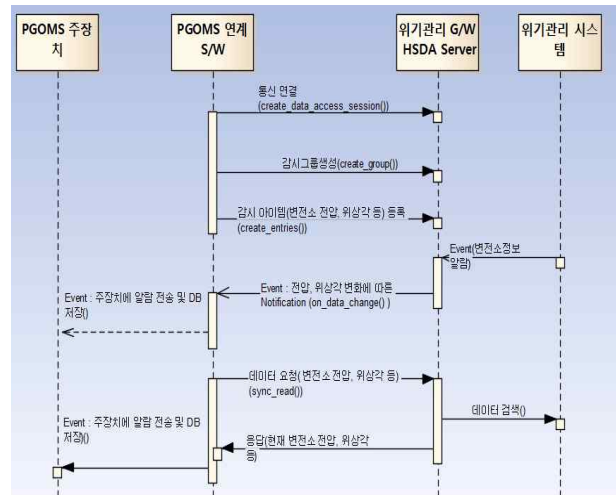 PGOMS 주장
치
PGOMS 연계
S/W
위기관리 G/W
HSDA Server
위기관리 시스
템
통신 연결
(create_data_access_session())
감시그룹생성(create_group())
감시 아이템(변전소 전압, 위상각 등) 등록
(create_entries())
Event(변전소정보
알람)
Event : 전압, 위상각 변화에 따른
Notification (on_data_change() )
Event : 주장치에 알람 전송 및 DB
저장()
데이터 요청( 변전소 전압, 위상각 등)
(sync_read())
데이터 검색()
Event : 주장치에 알람 전송 및 DB
저장()
응답(현재 변전소 전압, 위상각
등)